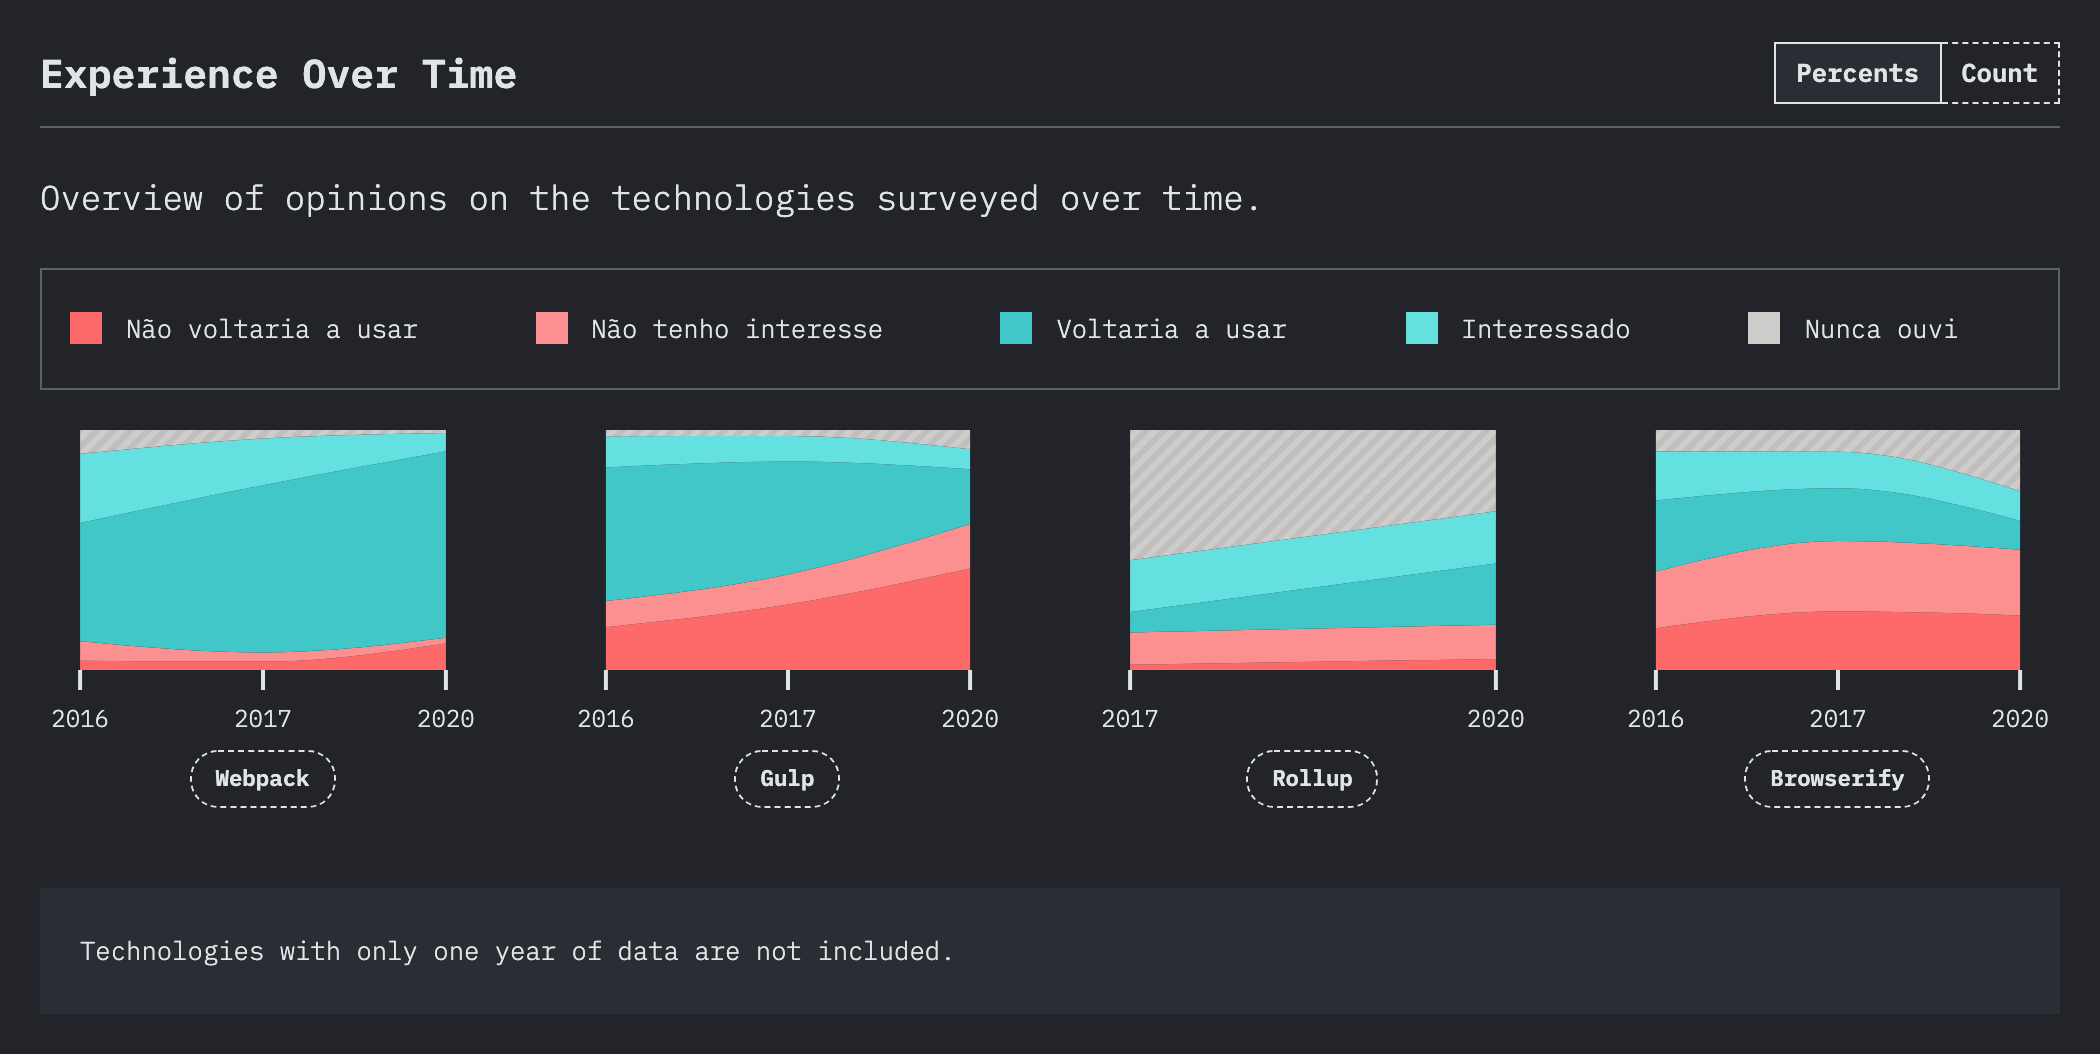 Experience Over Time
Percents Count
Overview of opinions on the technologies surveyed over time.
Não voltaria a usar Não tenho interesse Voltaria a usar Interessado Nunca ouvi
2016 2017 2020 2016 2017 2020 2017 2020 2016 2017 2020
Webpack Gulp Rollup Browserify
Technologies with only one year of data are not included.